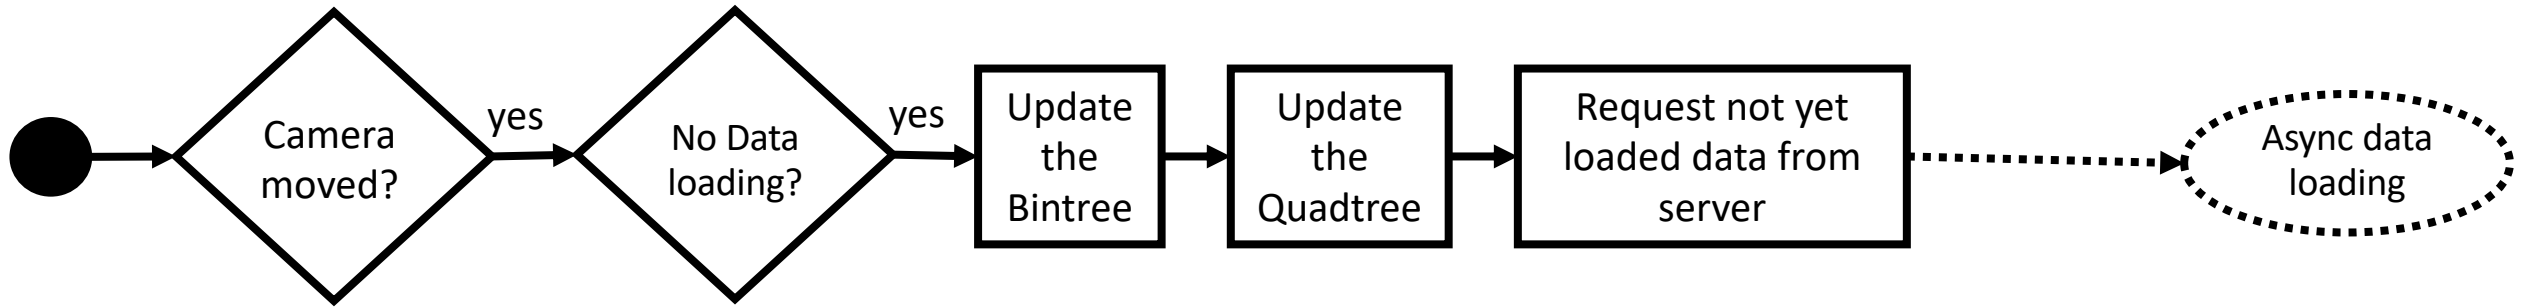 Camera
moved?
yes
No Data
loading?
yes
Update
the
Bintree
Update
the
Quadtree
Request not yet
loaded data from
server
Async data
loading